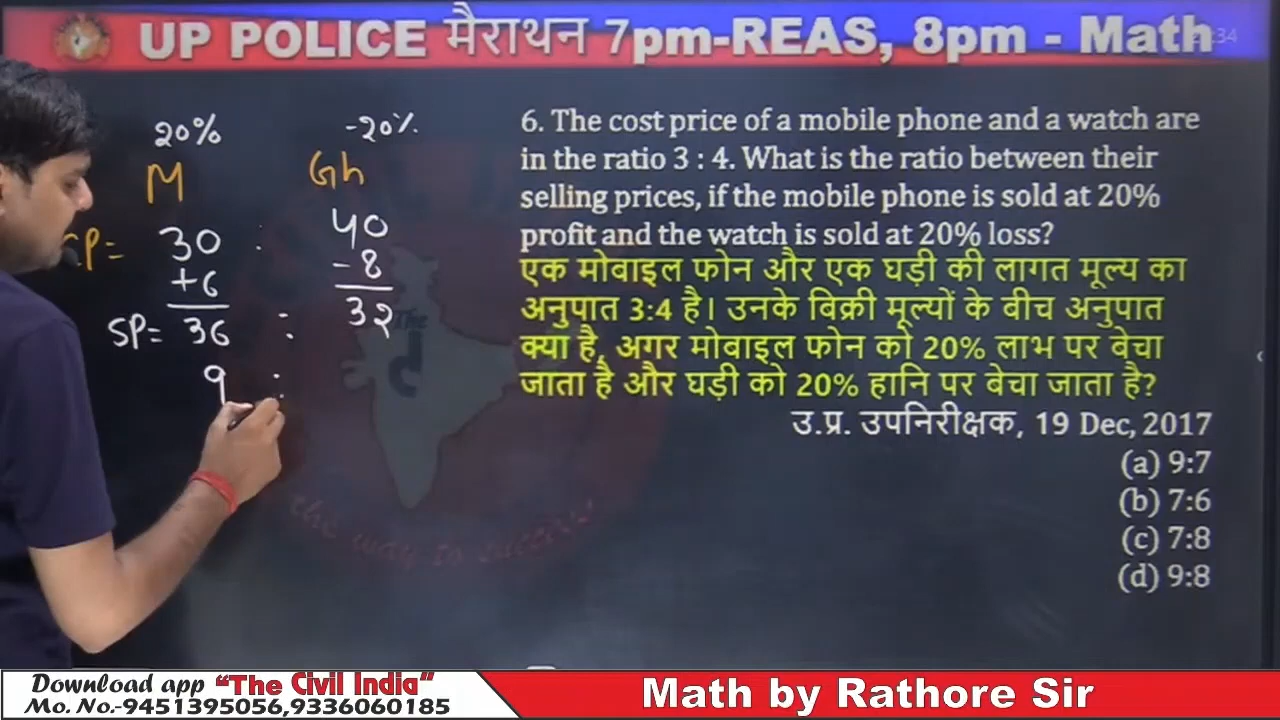 UP POLICE मैराथन 7pm-REAS, 8pm - Math
20% -20%
M Gh
CP= 30 : 40
+6 -8
SP= 36 : 32
9 :
6. The cost price of a mobile phone and a watch are
in the ratio 3 : 4. What is the ratio between their
selling prices, if the mobile phone is sold at 20%
profit and the watch is sold at 20% loss?
एक मोबाइल फोन और एक घड़ी की लागत मूल्य का
अनुपात 3:4 है। उनके बिक्री मूल्यों के बीच अनुपात
क्या है, अगर मोबाइल फोन को 20% लाभ पर बेचा
जाता है और घड़ी को 20% हानि पर बेचा जाता है?
उ.प्र. उपनिरीक्षक, 19 Dec, 2017
(a) 9:7
(b) 7:6
(c) 7:8
(d) 9:8
the way to success
Download app "The Civil India"
Mo. No.-9451395056,9336060185
Math by Rathore Sir